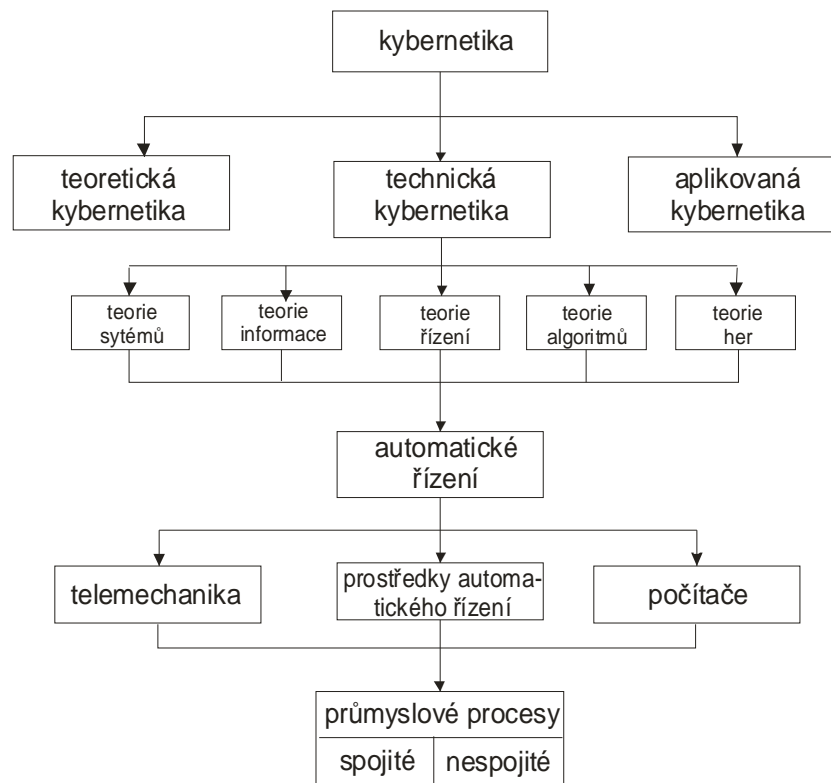 kybernetika
teoretická
kybernetika
technická
kybernetika
aplikovaná
kybernetika
teorie
sytémů
teorie
informace
teorie
řízení
teorie
algoritmů
teorie
her
automatické
řízení
telemechanika
prostředky automa-
tického řízení
počítače
průmyslové procesy
spojité
nespojité